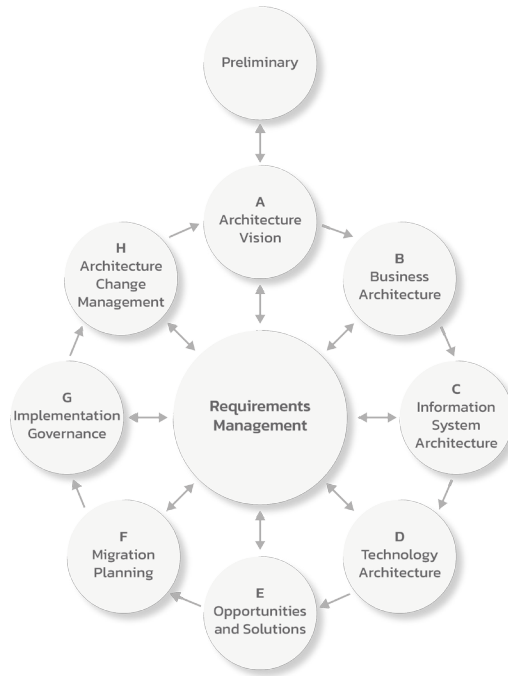 Preliminary
A
Architecture
Vision
B
Business
Architecture
C
Information
System
Architecture
D
Technology
Architecture
E
Opportunities
and Solutions
F
Migration
Planning
G
Implementation
Governance
H
Architecture
Change
Management
Requirements
Management